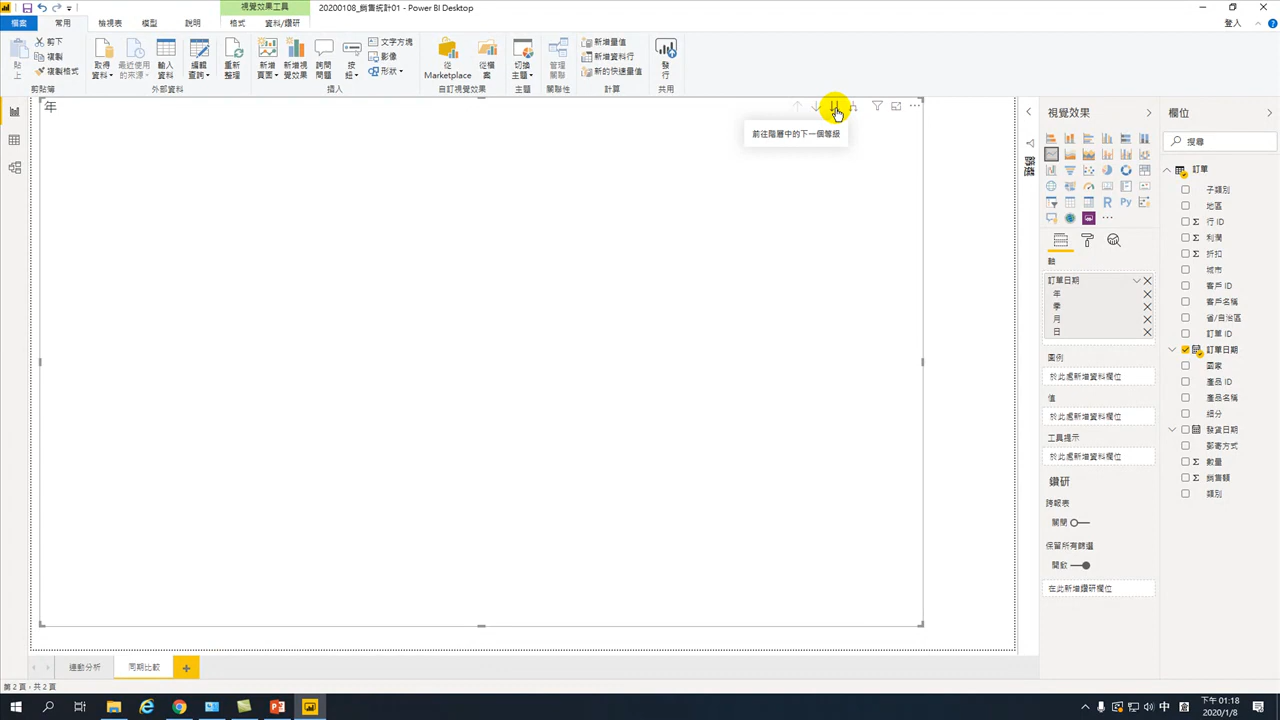 視覺效果工具
20200108_銷售統計01 - Power BI Desktop
檔案
常用
檢視表
模型
說明
格式
資料/鑽研
登入
貼上
剪下
複製
複製格式
剪貼簿
取得資料
最近使用的來源
輸入資料
編輯查詢
重新整理
外部資料
新增頁面
新增視覺效果
詢問問題
按鈕
文字方塊
影像
形狀
插入
從 Marketplace
從檔案
自訂視覺效果
切換主題
主題
管理關聯
關聯性
新增量值
新增資料行
新的快速量值
計算
發行
共用
年
前往階層中的下一個等級
篩選
視覺效果
軸
訂單日期
年
季
月
日
圖例
於此處新增資料欄位
值
於此處新增資料欄位
工具提示
於此處新增資料欄位
鑽研
跨報表
關閉
保留所有篩選
開啟
在此新增鑽研欄位
欄位
搜尋
訂單
子類別
地區
行 ID
利潤
折扣
城市
客戶 ID
客戶名稱
省/自治區
訂單 ID
訂單日期
國家
產品 ID
產品名稱
細分
發貨日期
郵寄方式
數量
銷售額
類別
連動分析
同期比較
第 2 頁，共 2 頁
中
下午 01:18
2020/1/8